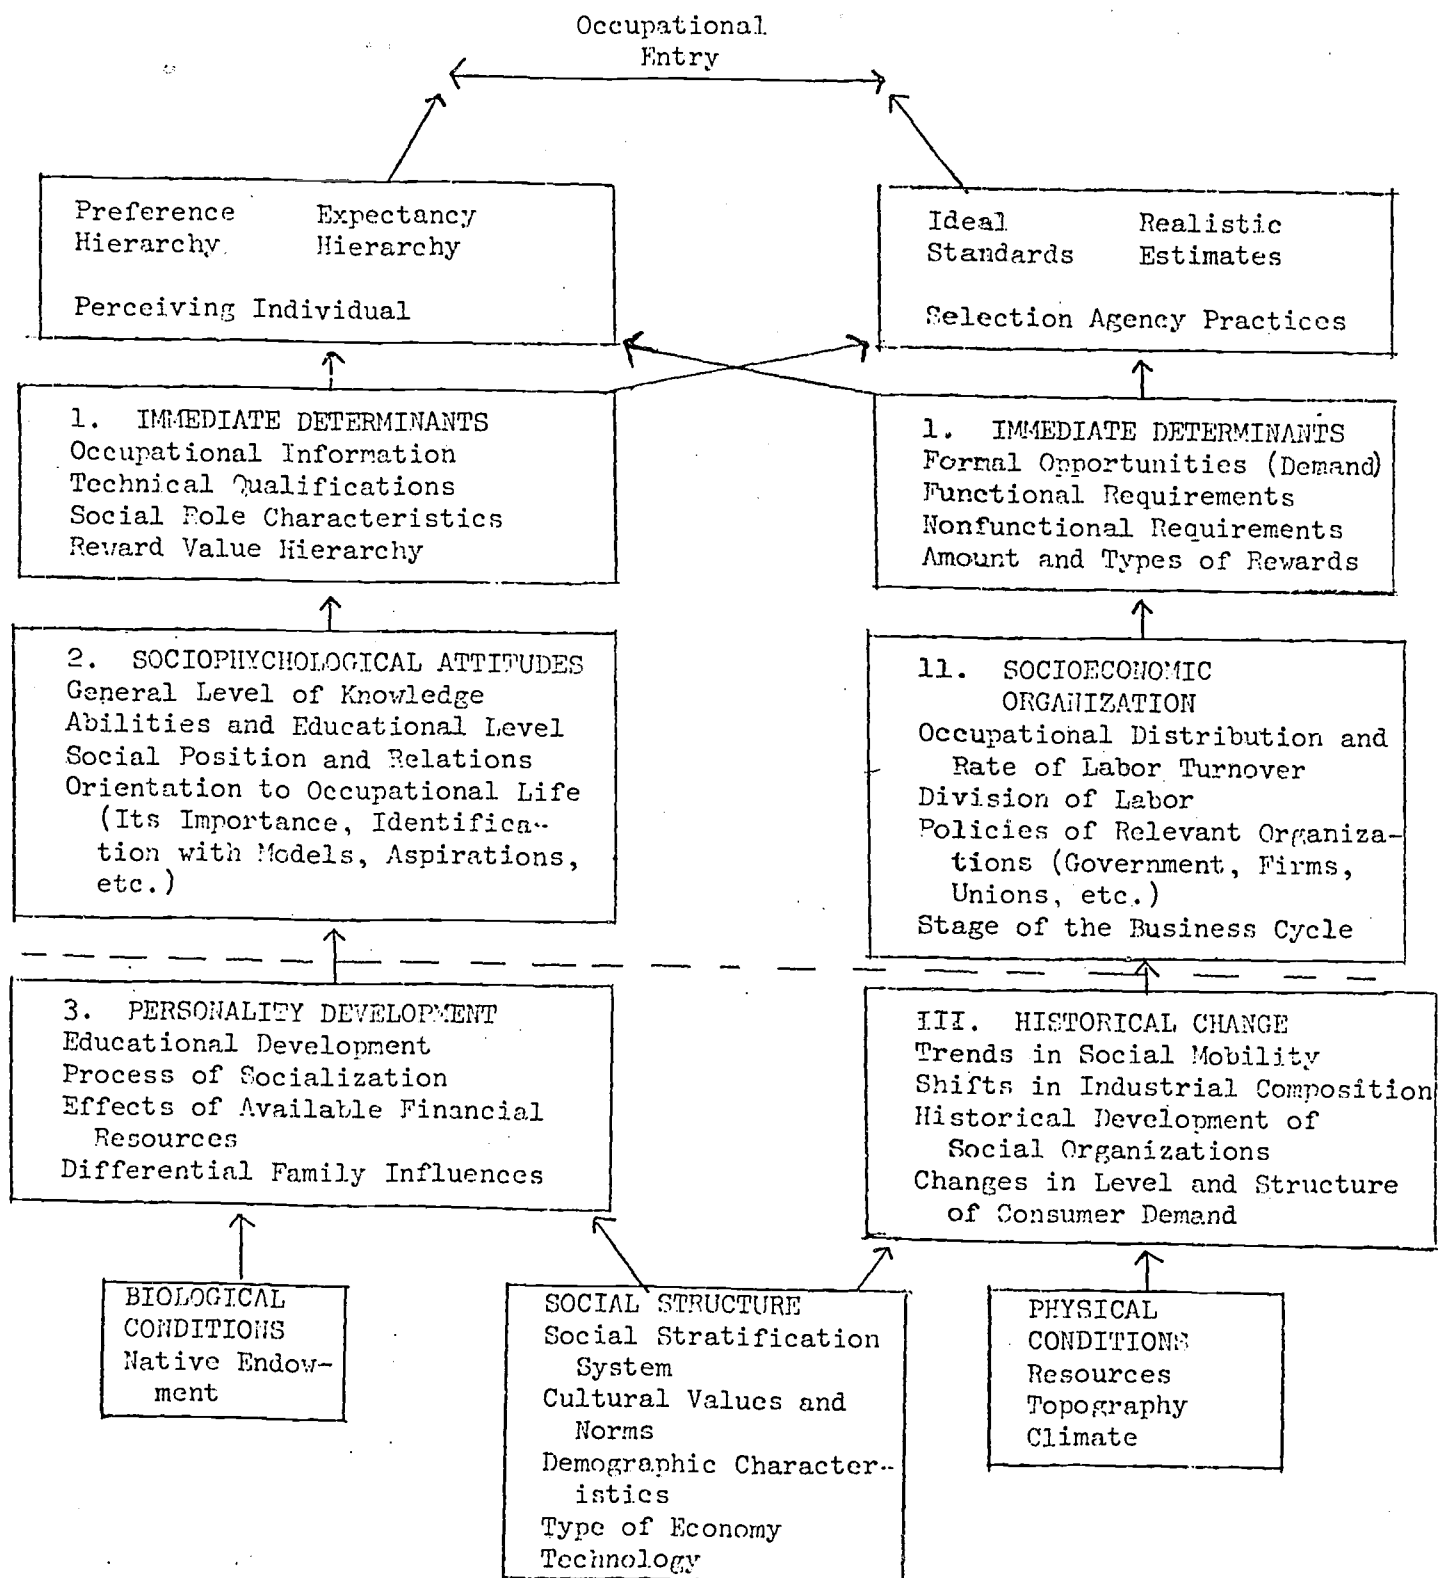 Occupational
Entry
Preference Expectancy
Hierarchy Hierarchy
Perceiving Individual
Ideal Realistic
Standards Estimates
Selection Agency Practices
1. IMMEDIATE DETERMINANTS
Occupational Information
Technical Qualifications
Social Role Characteristics
Reward Value Hierarchy
1. IMMEDIATE DETERMINANTS
Formal Opportunities (Demand)
Functional Requirements
Nonfunctional Requirements
Amount and Types of Rewards
2. SOCIOPHYCHOLOGICAL ATTITUDES
General Level of Knowledge
Abilities and Educational Level
Social Position and Relations
Orientation to Occupational Life
(Its Importance, Identifica-
tion with Models, Aspirations,
etc.)
11. SOCIOECONOMIC
ORGANIZATION
Occupational Distribution and
Rate of Labor Turnover
Division of Labor
Policies of Relevant Organiza-
tions (Government, Firms,
Unions, etc.)
Stage of the Business Cycle
3. PERSONALITY DEVELOPMENT
Educational Development
Process of Socialization
Effects of Available Financial
Resources
Differential Family Influences
III. HISTORICAL CHANGE
Trends in Social Mobility
Shifts in Industrial Composition
Historical Development of
Social Organizations
Changes in Level and Structure
of Consumer Demand
BIOLOGICAL
CONDITIONS
Native Endow-
ment
SOCIAL STRUCTURE
Social Stratification
System
Cultural Values and
Norms
Demographic Character-
istics
Type of Economy
Technology
PHYSICAL
CONDITIONS
Resources
Topography
Climate